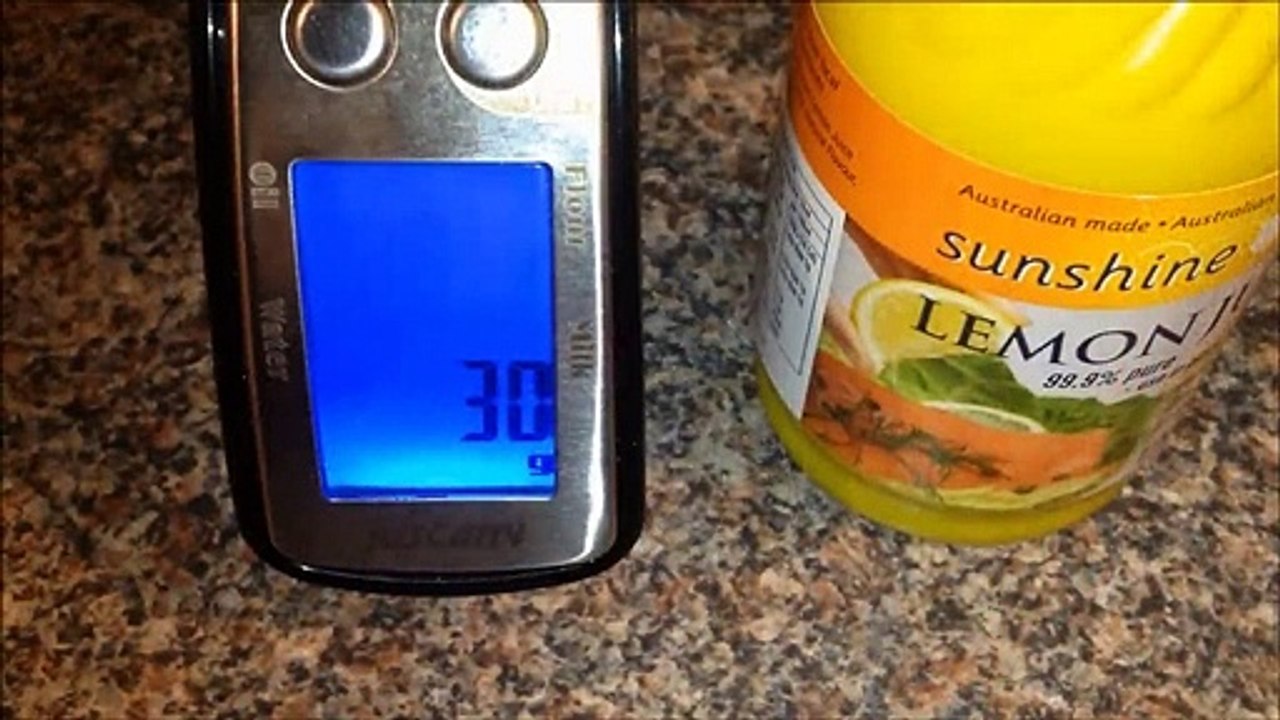 Oil
Flour
Water
Milk
30
g
Australian made • Australian
sunshine
LEMON JU
99.9% pure